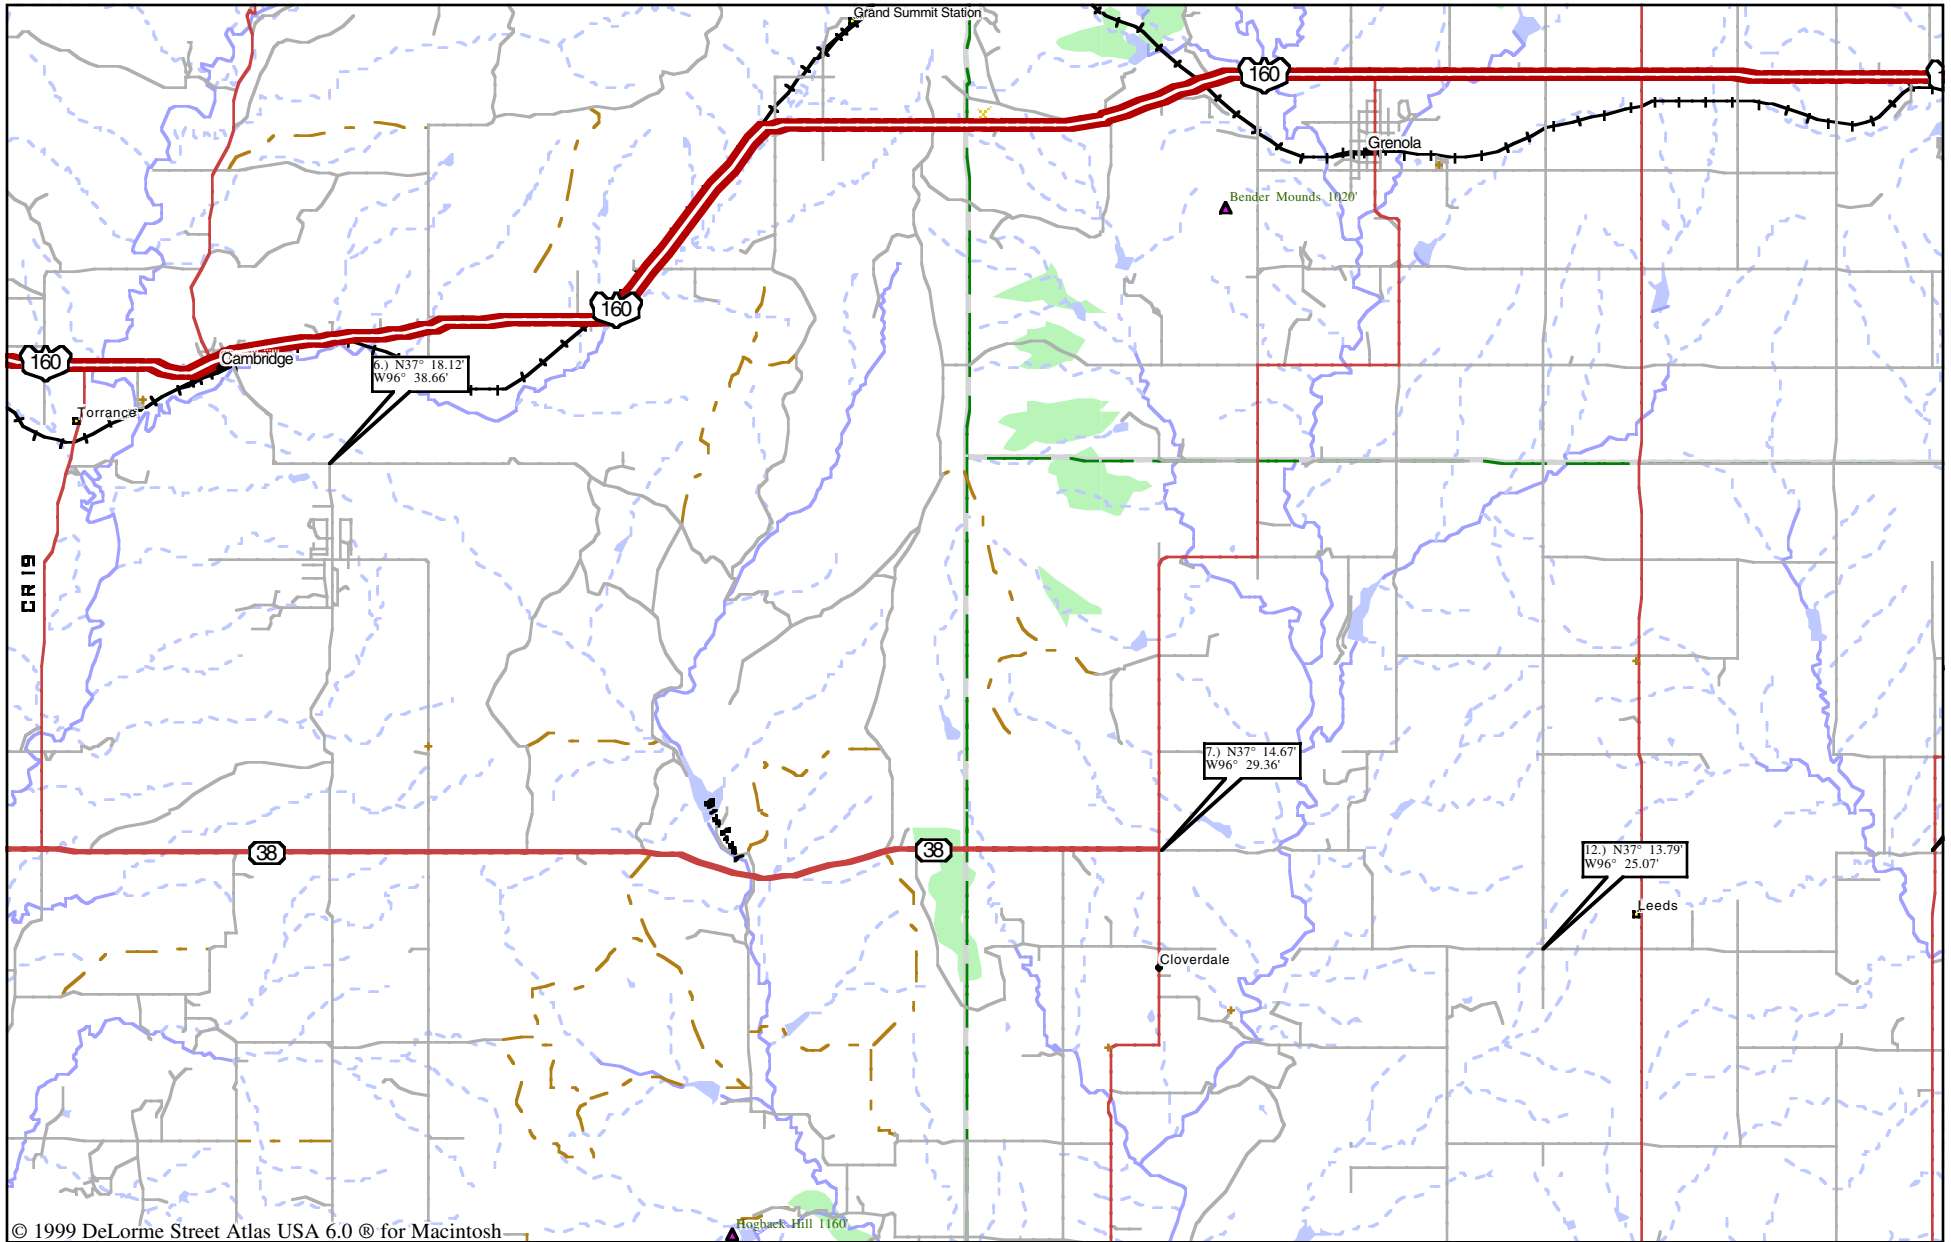 Grand Summit Station
160
Grenola
Bender Mounds 1020'
160
160
Cambridge
6.) N37° 18.12'
W96° 38.66'
Torrance
CR 19
7.) N37° 14.67'
W96° 29.36'
38
38
12.) N37° 13.79'
W96° 25.07'
Leeds
Cloverdale
Hogback Hill 1160'
© 1999 DeLorme Street Atlas USA 6.0 ® for Macintosh